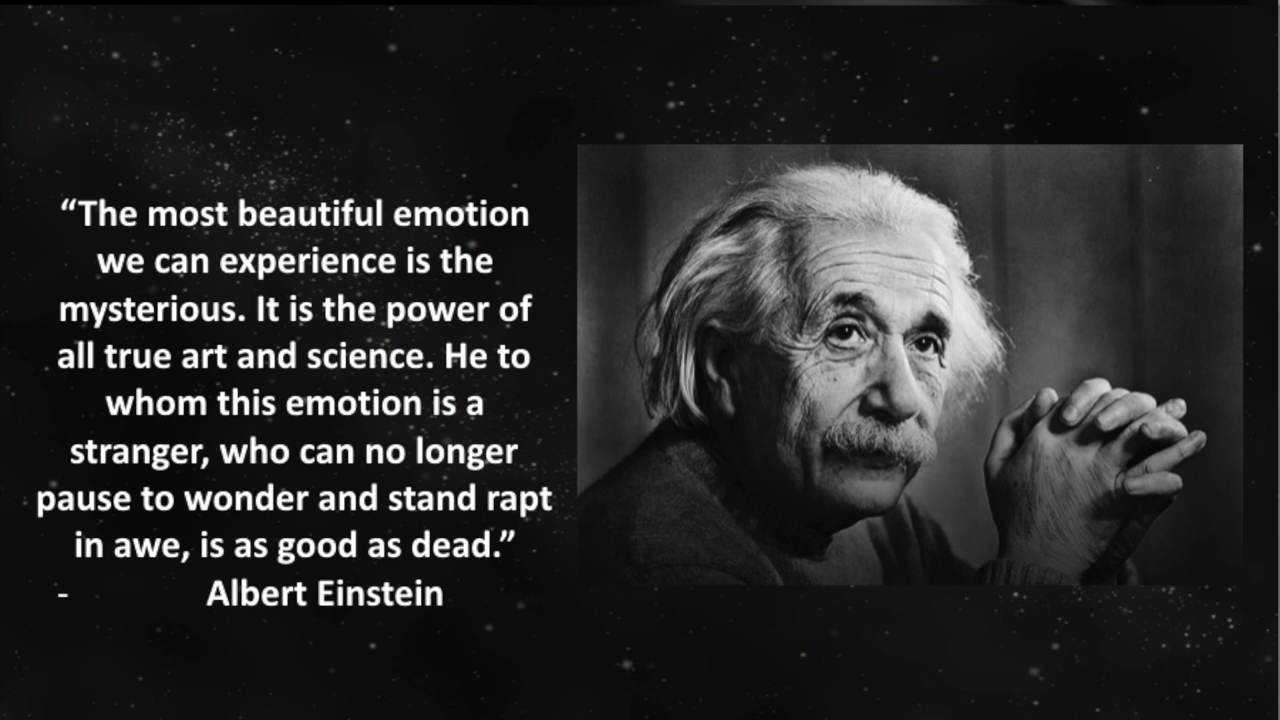 “The most beautiful emotion
we can experience is the
mysterious. It is the power of
all true art and science. He to
whom this emotion is a
stranger, who can no longer
pause to wonder and stand rapt
in awe, is as good as dead.”
- Albert Einstein